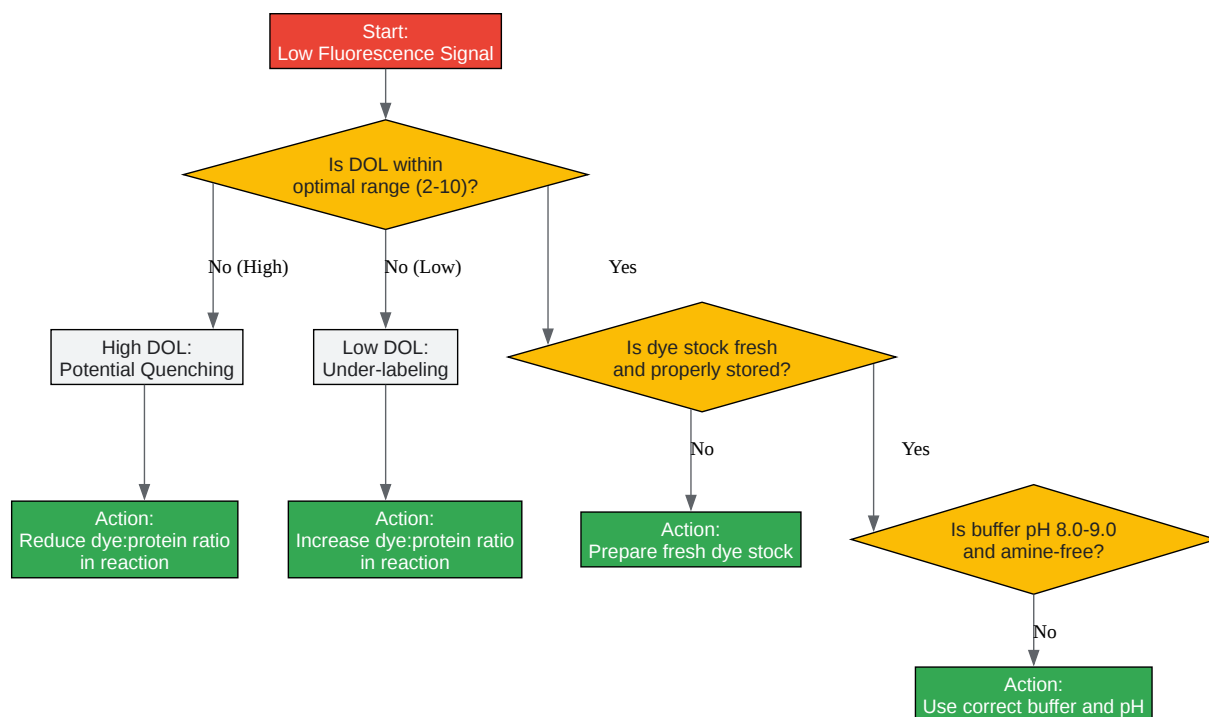 Start:
Low Fluorescence Signal
Is DOL within
optimal range (2-10)?
No (High)
No (Low)
Yes
High DOL:
Potential Quenching
Low DOL:
Under-labeling
Is dye stock fresh
and properly stored?
No
Yes
Action:
Reduce dye:protein ratio
in reaction
Action:
Increase dye:protein ratio
in reaction
Action:
Prepare fresh dye stock
Is buffer pH 8.0-9.0
and amine-free?
No
Action:
Use correct buffer and pH